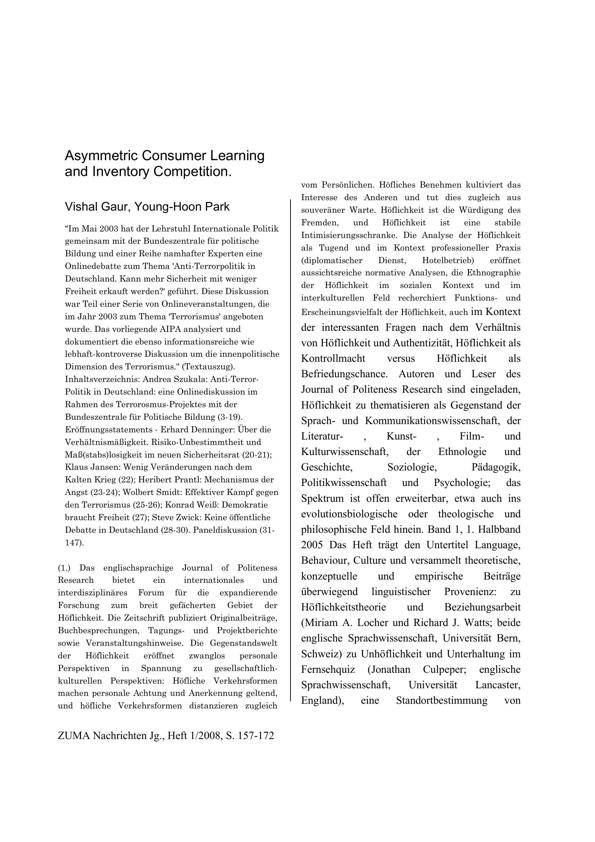 Asymmetric Consumer Learning
and Inventory Competition.
Vishal Gaur, Young-Hoon Park
"Im Mai 2003 hat der Lehrstuhl Internationale Politik
gemeinsam mit der Bundeszentrale für politische
Bildung und einer Reihe namhafter Experten eine
Onlinedebatte zum Thema 'Anti-Terrorpolitik in
Deutschland. Kann mehr Sicherheit mit weniger
Freiheit erkauft werden?' geführt. Diese Diskussion
war Teil einer Serie von Onlineveranstaltungen, die
im Jahr 2003 zum Thema 'Terrorismus' angeboten
wurde. Das vorliegende AIPA analysiert und
dokumentiert die ebenso informationsreiche wie
lebhaft-kontroverse Diskussion um die innenpolitische
Dimension des Terrorismus." (Textauszug).
Inhaltsverzeichnis: Andrea Szukala: Anti-Terror-
Politik in Deutschland: eine Onlinediskussion im
Rahmen des Terrorosmus-Projektes mit der
Bundeszentrale für Politische Bildung (3-19).
Eröffnungsstatements - Erhard Denninger: Über die
Verhältnismäßigkeit. Risiko-Unbestimmtheit und
Maß(stabs)losigkeit im neuen Sicherheitsrat (20-21);
Klaus Jansen: Wenig Veränderungen nach dem
Kalten Krieg (22); Heribert Prantl: Mechanismus der
Angst (23-24); Wolbert Smidt: Effektiver Kampf gegen
den Terrorismus (25-26); Konrad Weiß: Demokratie
braucht Freiheit (27); Steve Zwick: Keine öffentliche
Debatte in Deutschland (28-30). Paneldiskussion (31-
147).
(1.) Das englischsprachige Journal of Politeness
Research bietet ein internationales und
interdisziplinäres Forum für die expandierende
Forschung zum breit gefächerten Gebiet der
Höflichkeit. Die Zeitschrift publiziert Originalbeiträge,
Buchbesprechungen, Tagungs- und Projektberichte
sowie Veranstaltungshinweise. Die Gegenstandswelt
der Höflichkeit eröffnet zwanglos personale
Perspektiven in Spannung zu gesellschaftlich-
kulturellen Perspektiven: Höfliche Verkehrsformen
machen personale Achtung und Anerkennung geltend,
und höfliche Verkehrsformen distanzieren zugleich
vom Persönlichen. Höfliches Benehmen kultiviert das
Interesse des Anderen und tut dies zugleich aus
souveräner Warte. Höflichkeit ist die Würdigung des
Fremden, und Höflichkeit ist eine stabile
Intimisierungsschranke. Die Analyse der Höflichkeit
als Tugend und im Kontext professioneller Praxis
(diplomatischer Dienst, Hotelbetrieb) eröffnet
aussichtsreiche normative Analysen, die Ethnographie
der Höflichkeit im sozialen Kontext und im
interkulturellen Feld recherchiert Funktions- und
Erscheinungsvielfalt der Höflichkeit, auch im Kontext
der interessanten Fragen nach dem Verhältnis
von Höflichkeit und Authentizität, Höflichkeit als
Kontrollmacht versus Höflichkeit als
Befriedungschance. Autoren und Leser des
Journal of Politeness Research sind eingeladen,
Höflichkeit zu thematisieren als Gegenstand der
Sprach- und Kommunikationswissenschaft, der
Literatur- , Kunst- , Film- und
Kulturwissenschaft, der Ethnologie und
Geschichte, Soziologie, Pädagogik,
Politikwissenschaft und Psychologie; das
Spektrum ist offen erweiterbar, etwa auch ins
evolutionsbiologische oder theologische und
philosophische Feld hinein. Band 1, 1. Halbband
2005 Das Heft trägt den Untertitel Language,
Behaviour, Culture und versammelt theoretische,
konzeptuelle und empirische Beiträge
überwiegend linguistischer Provenienz: zu
Höflichkeitstheorie und Beziehungsarbeit
(Miriam A. Locher und Richard J. Watts; beide
englische Sprachwissenschaft, Universität Bern,
Schweiz) zu Unhöflichkeit und Unterhaltung im
Fernsehquiz (Jonathan Culpeper; englische
Sprachwissenschaft, Universität Lancaster,
England), eine Standortbestimmung von
ZUMA Nachrichten Jg., Heft 1/2008, S. 157-172